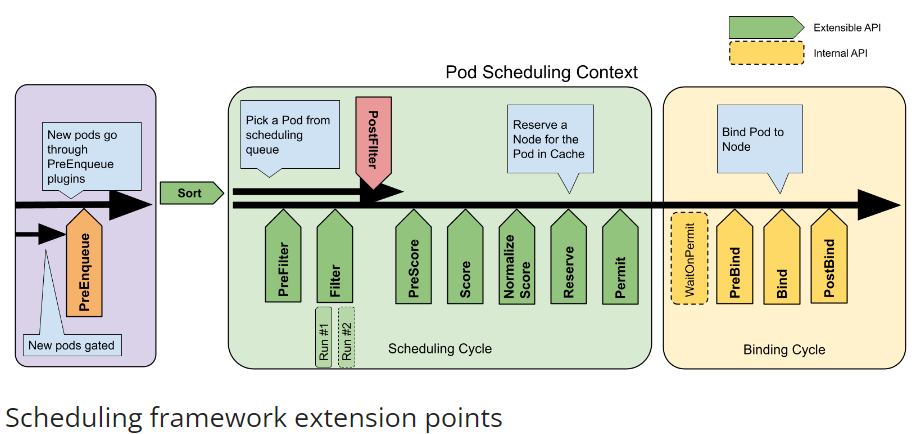 Extensible API
Internal API
Pod Scheduling Context
New pods go
through
PreEnqueue
plugins
PreEnqueue
New pods gated
Sort
Pick a Pod from
scheduling
queue
PostFIlter
Reserve a
Node for the
Pod in Cache
PreFilter
Filter
Run #1
Run #2
PreScore
Score
Normalize
Score
Reserve
Permit
Scheduling Cycle
Bind Pod to
Node
WaitOnPermit
PreBind
Bind
PostBind
Binding Cycle
Scheduling framework extension points